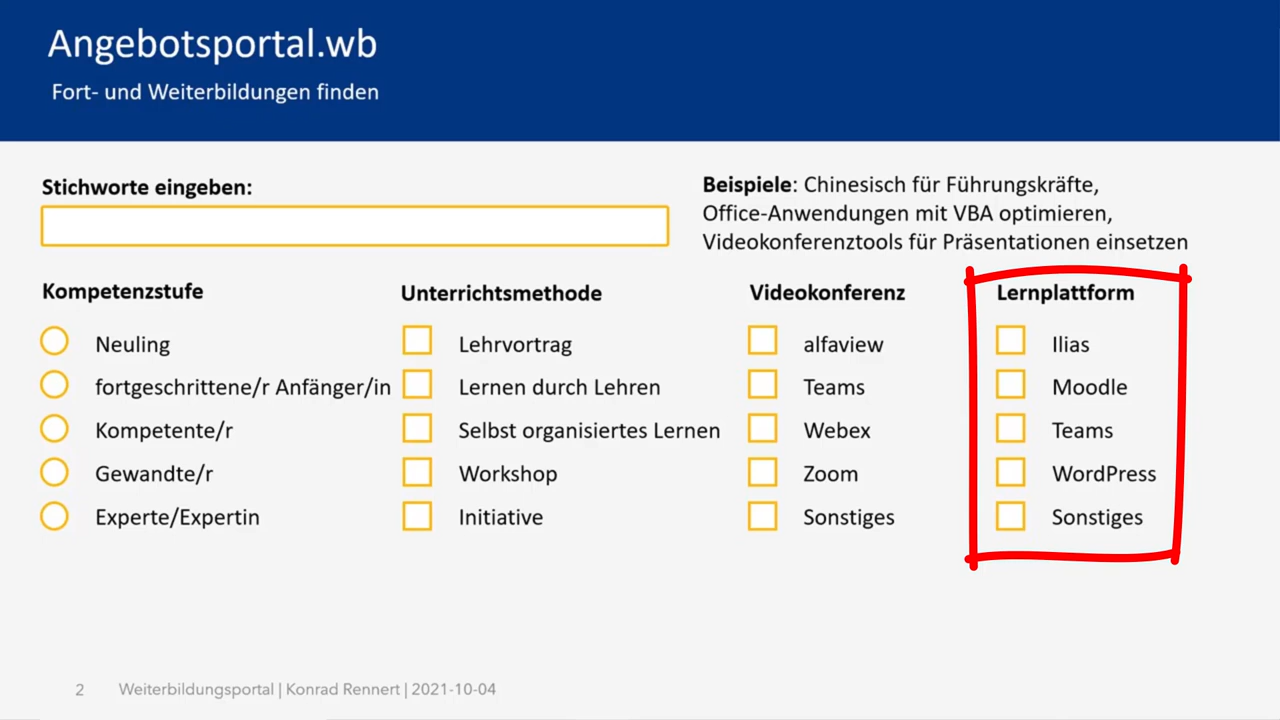 Angebotsportal.wb
Fort- und Weiterbildungen finden
Stichworte eingeben:
Beispiele: Chinesisch für Führungskräfte,
Office-Anwendungen mit VBA optimieren,
Videokonferenztools für Präsentationen einsetzen
Kompetenzstufe
Neuling
fortgeschrittene/r Anfänger/in
Kompetente/r
Gewandte/r
Experte/Expertin
Unterrichtsmethode
Lehrvortrag
Lernen durch Lehren
Selbst organisiertes Lernen
Workshop
Initiative
Videokonferenz
alfaview
Teams
Webex
Zoom
Sonstiges
Lernplattform
Ilias
Moodle
Teams
WordPress
Sonstiges
2 Weiterbildungsportal | Konrad Rennert | 2021-10-04